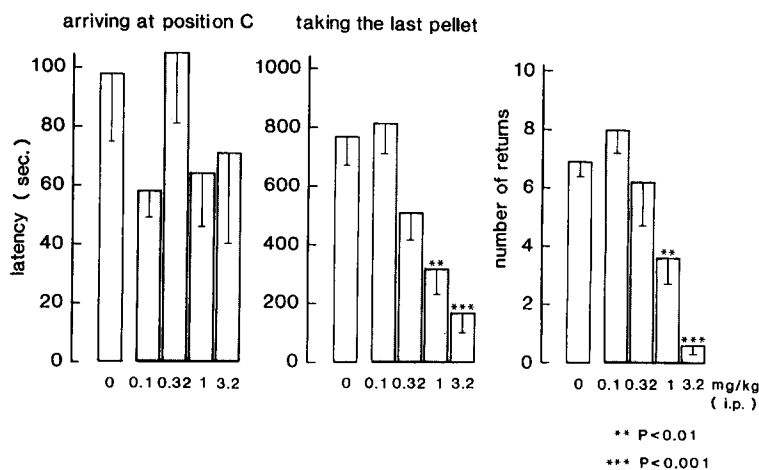 arriving at position C
taking the last pellet
latency ( sec. )
100
80
60
40
20
0
0 0.1 0.32 1 3.2
1000
800
600
400
200
0
**
***
0 0.1 0.32 1 3.2
number of returns
10
8
6
4
2
0
**
***
0 0.1 0.32 1 3.2 mg/kg
( i.p. )
** P<0.01
*** P<0.001